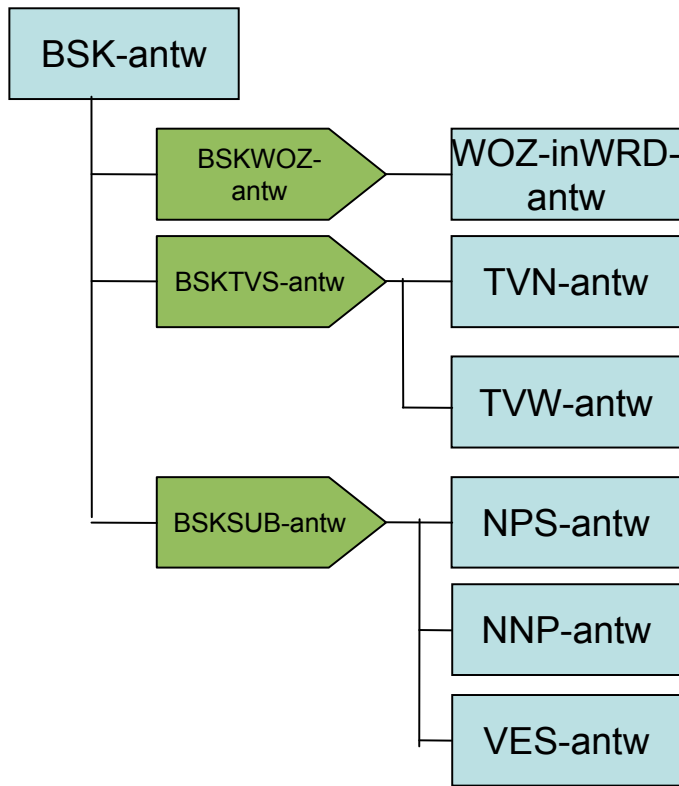 BSK-antw
BSKWOZ-
antw
WOZ-inWRD-
antw
BSKTVS-antw
TVN-antw
TVW-antw
BSKSUB-antw
NPS-antw
NNP-antw
VES-antw